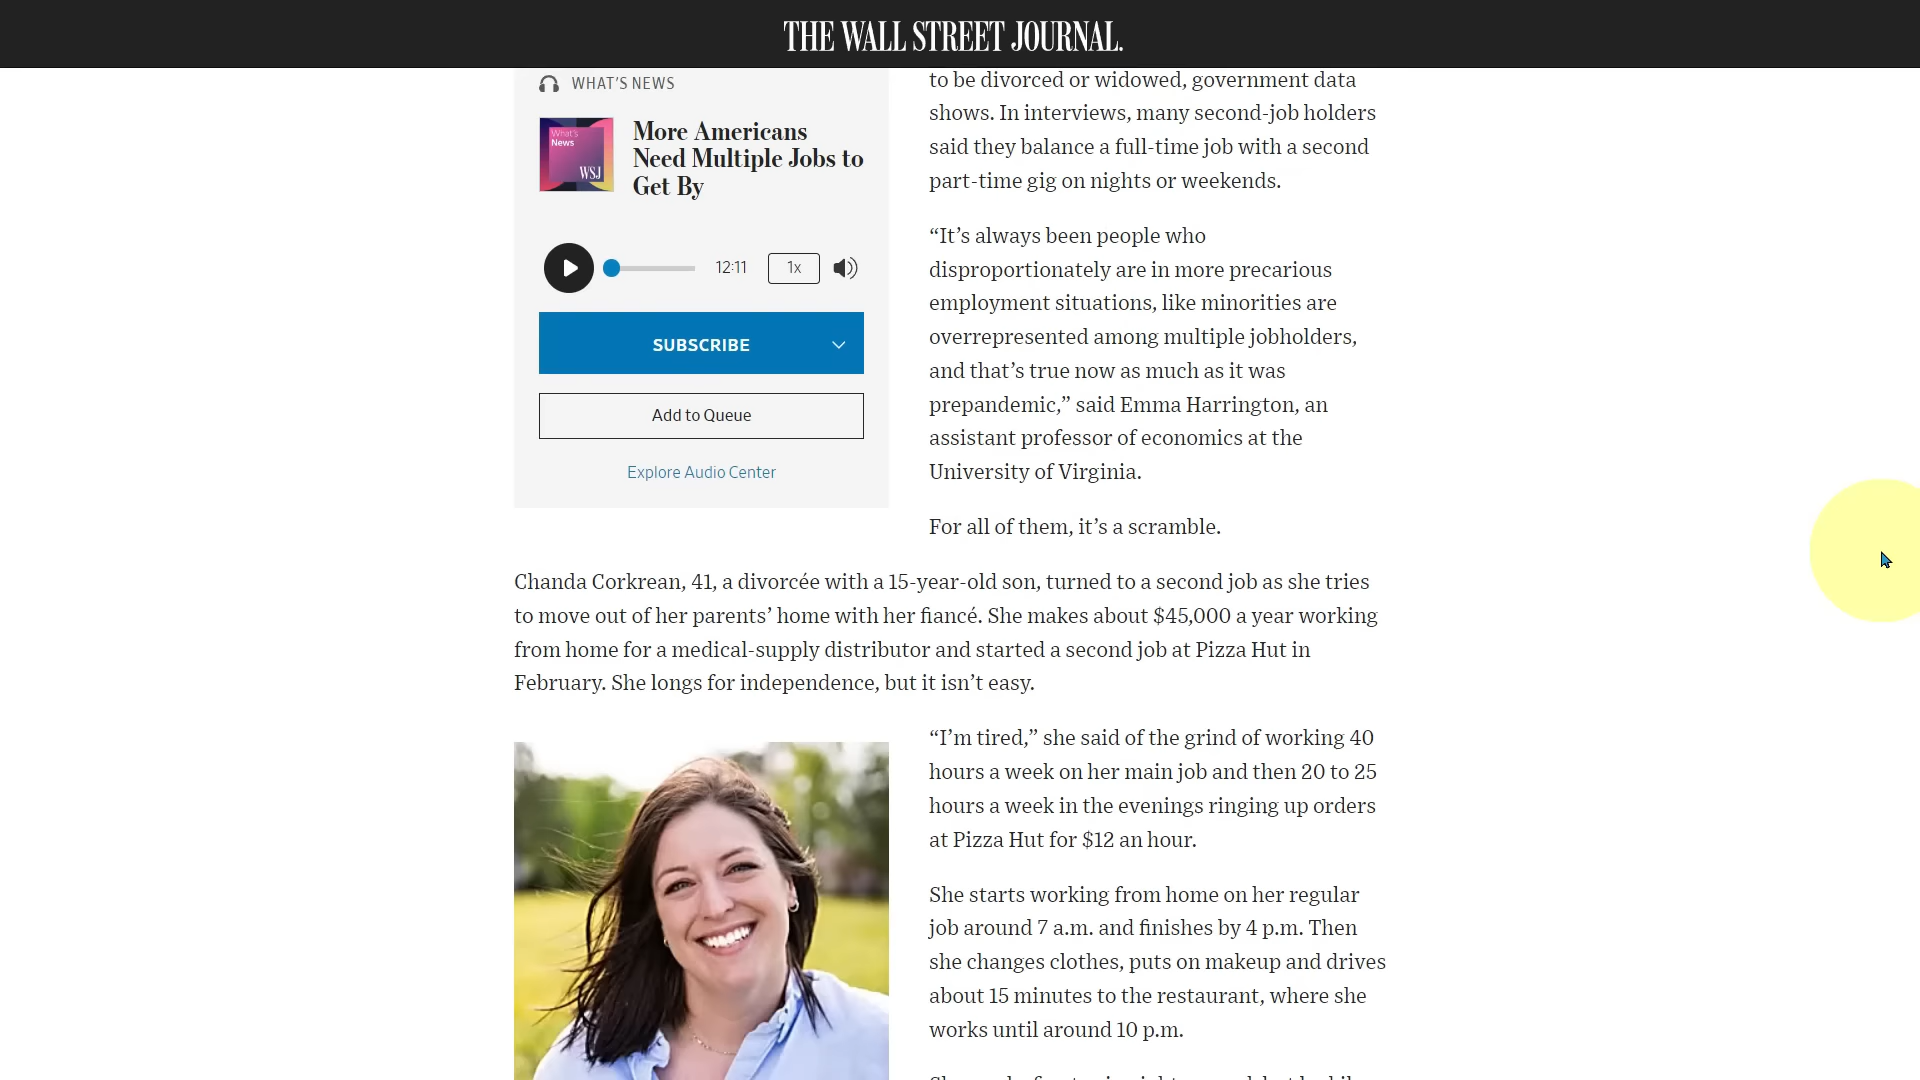 THE WALL STREET JOURNAL.
WHAT'S NEWS
What's
News
WSJ
More Americans
Need Multiple Jobs to
Get By
12:11
1x
SUBSCRIBE
Add to Queue
Explore Audio Center
to be divorced or widowed, government data
shows. In interviews, many second-job holders
said they balance a full-time job with a second
part-time gig on nights or weekends.
“It’s always been people who
disproportionately are in more precarious
employment situations, like minorities are
overrepresented among multiple jobholders,
and that’s true now as much as it was
prepandemic,” said Emma Harrington, an
assistant professor of economics at the
University of Virginia.
For all of them, it’s a scramble.
Chanda Corkrean, 41, a divorcée with a 15-year-old son, turned to a second job as she tries
to move out of her parents’ home with her fiancé. She makes about $45,000 a year working
from home for a medical-supply distributor and started a second job at Pizza Hut in
February. She longs for independence, but it isn’t easy.
“I’m tired,” she said of the grind of working 40
hours a week on her main job and then 20 to 25
hours a week in the evenings ringing up orders
at Pizza Hut for $12 an hour.
She starts working from home on her regular
job around 7 a.m. and finishes by 4 p.m. Then
she changes clothes, puts on makeup and drives
about 15 minutes to the restaurant, where she
works until around 10 p.m.